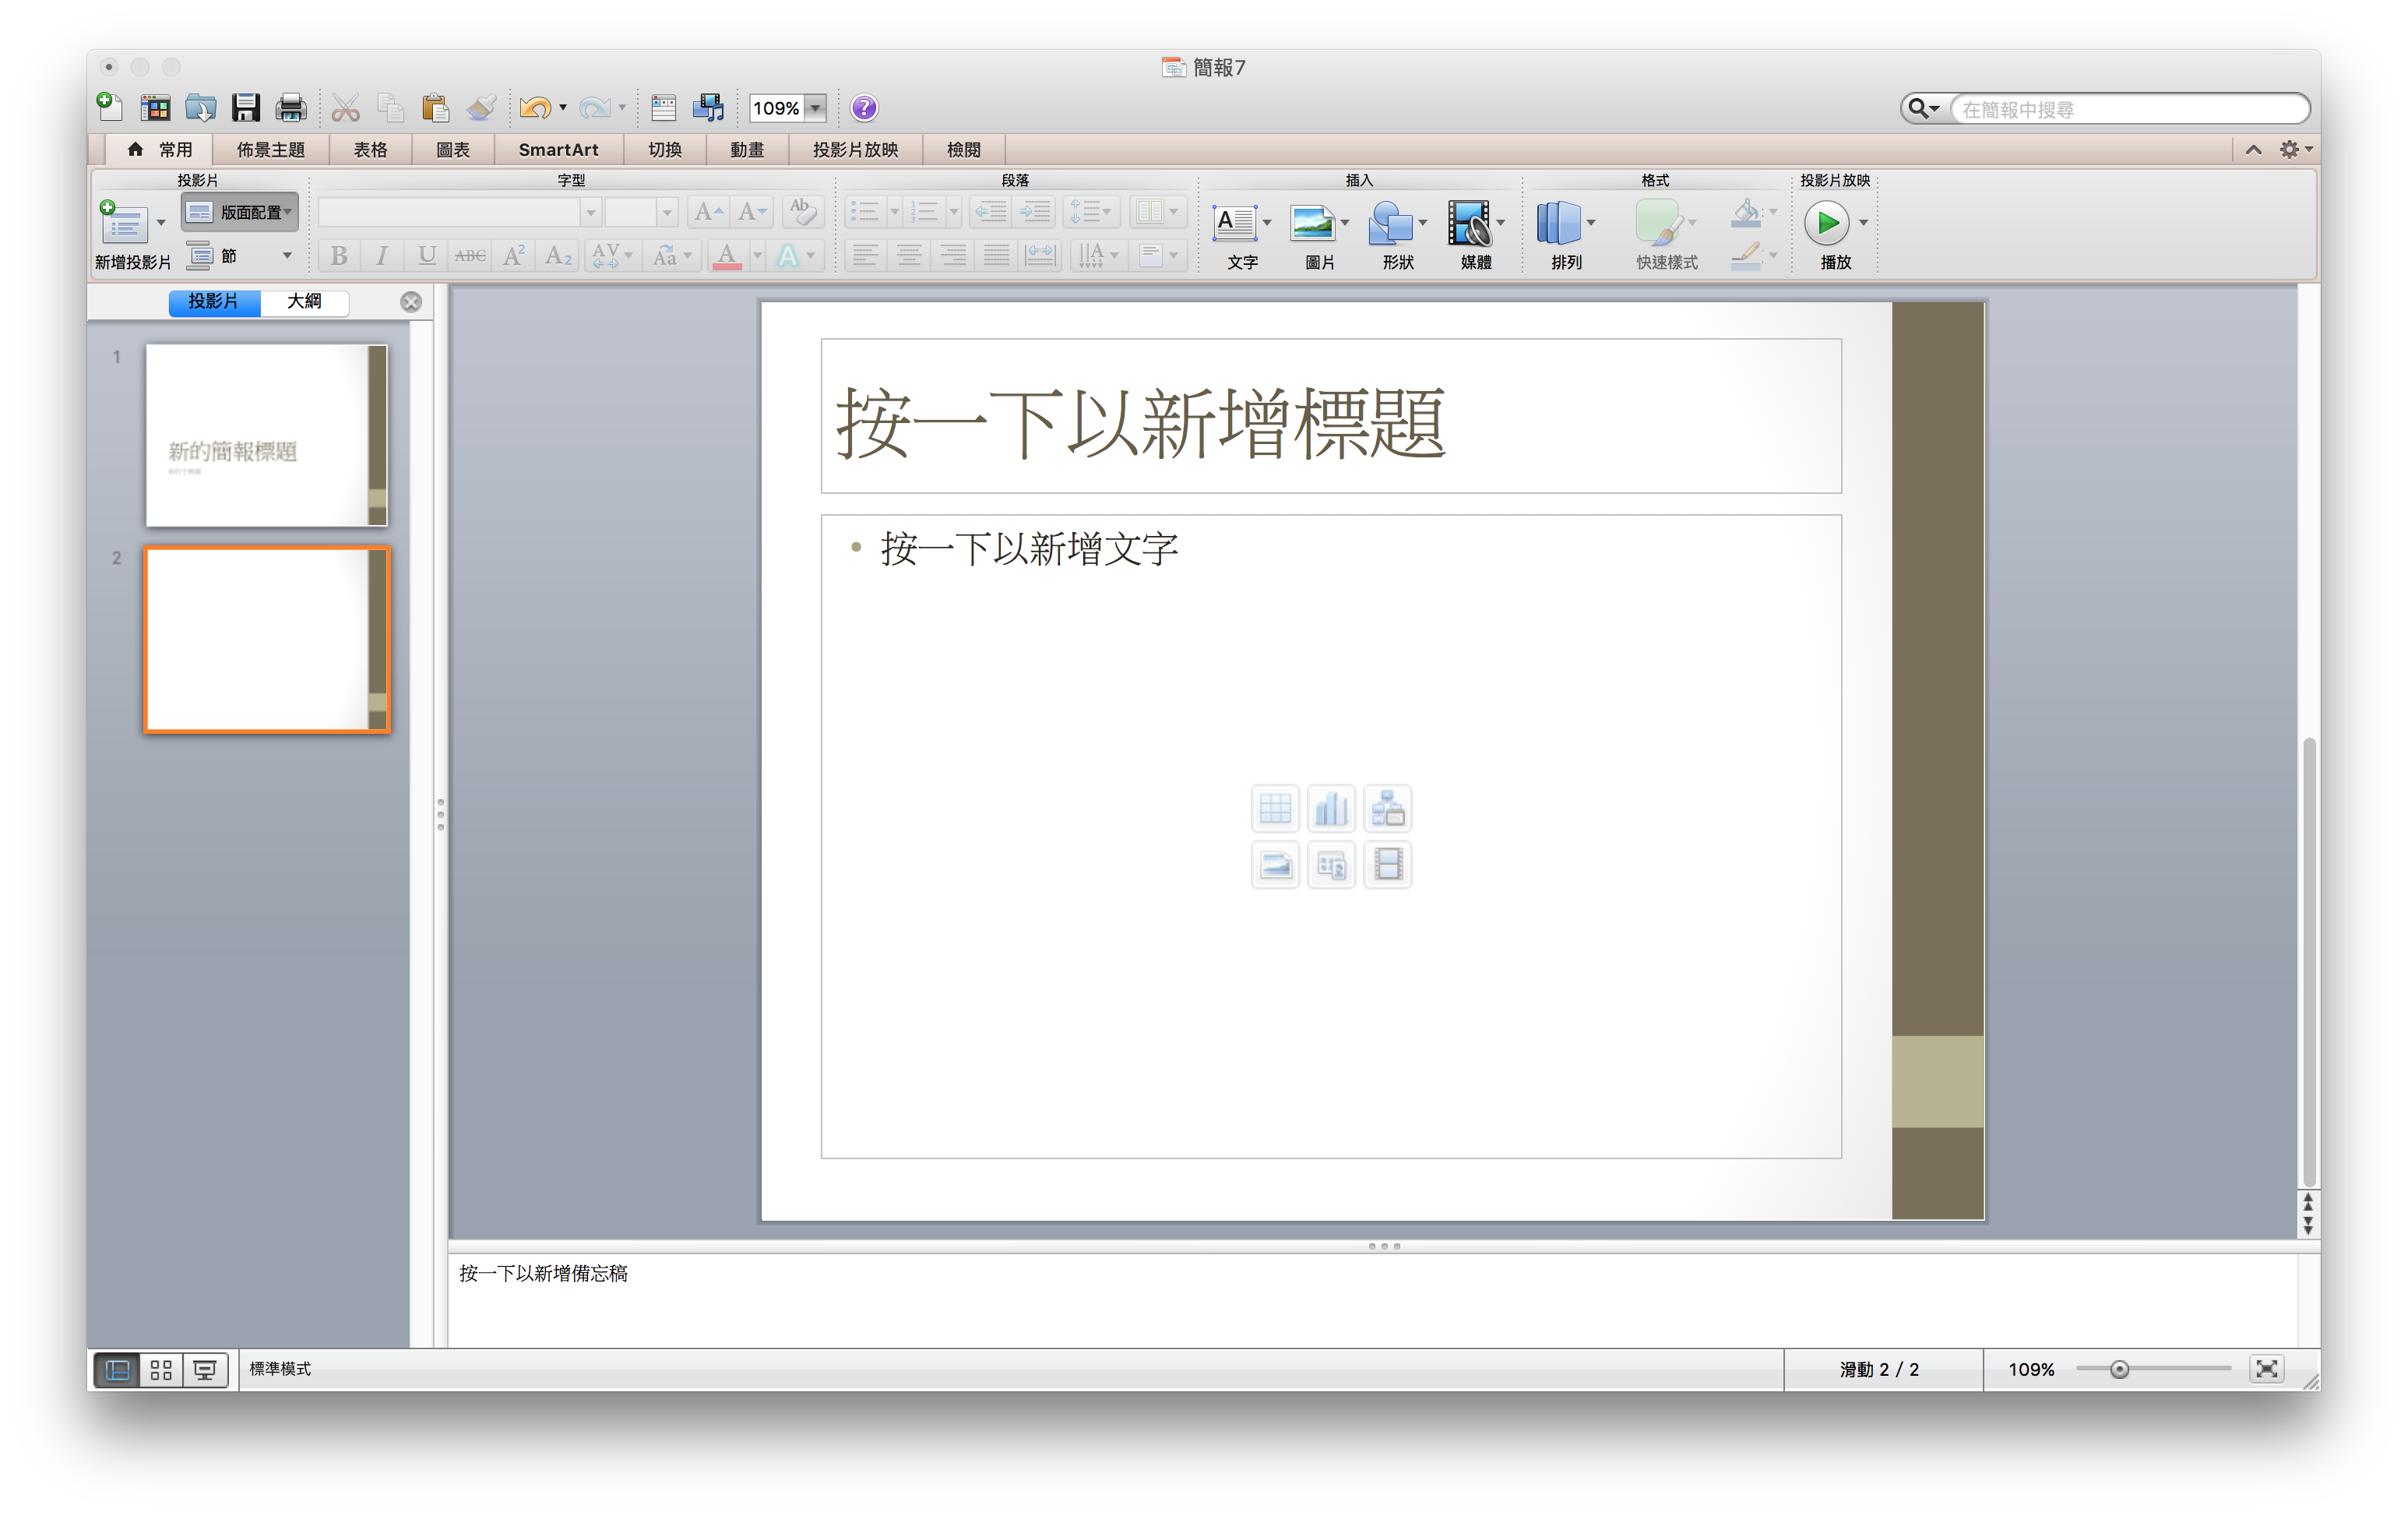 簡報7
109%
在簡報中搜尋
常用
佈景主題
表格
圖表
SmartArt
切換
動畫
投影片放映
檢閱
投影片
字型
段落
插入
格式
投影片放映
新增投影片
版面配置
節
文字
圖片
形狀
媒體
排列
快速樣式
播放
投影片
大綱
1
新的簡報標題
2
按一下以新增標題
按一下以新增文字
按一下以新增備忘稿
標準模式
滑動 2 / 2
109%